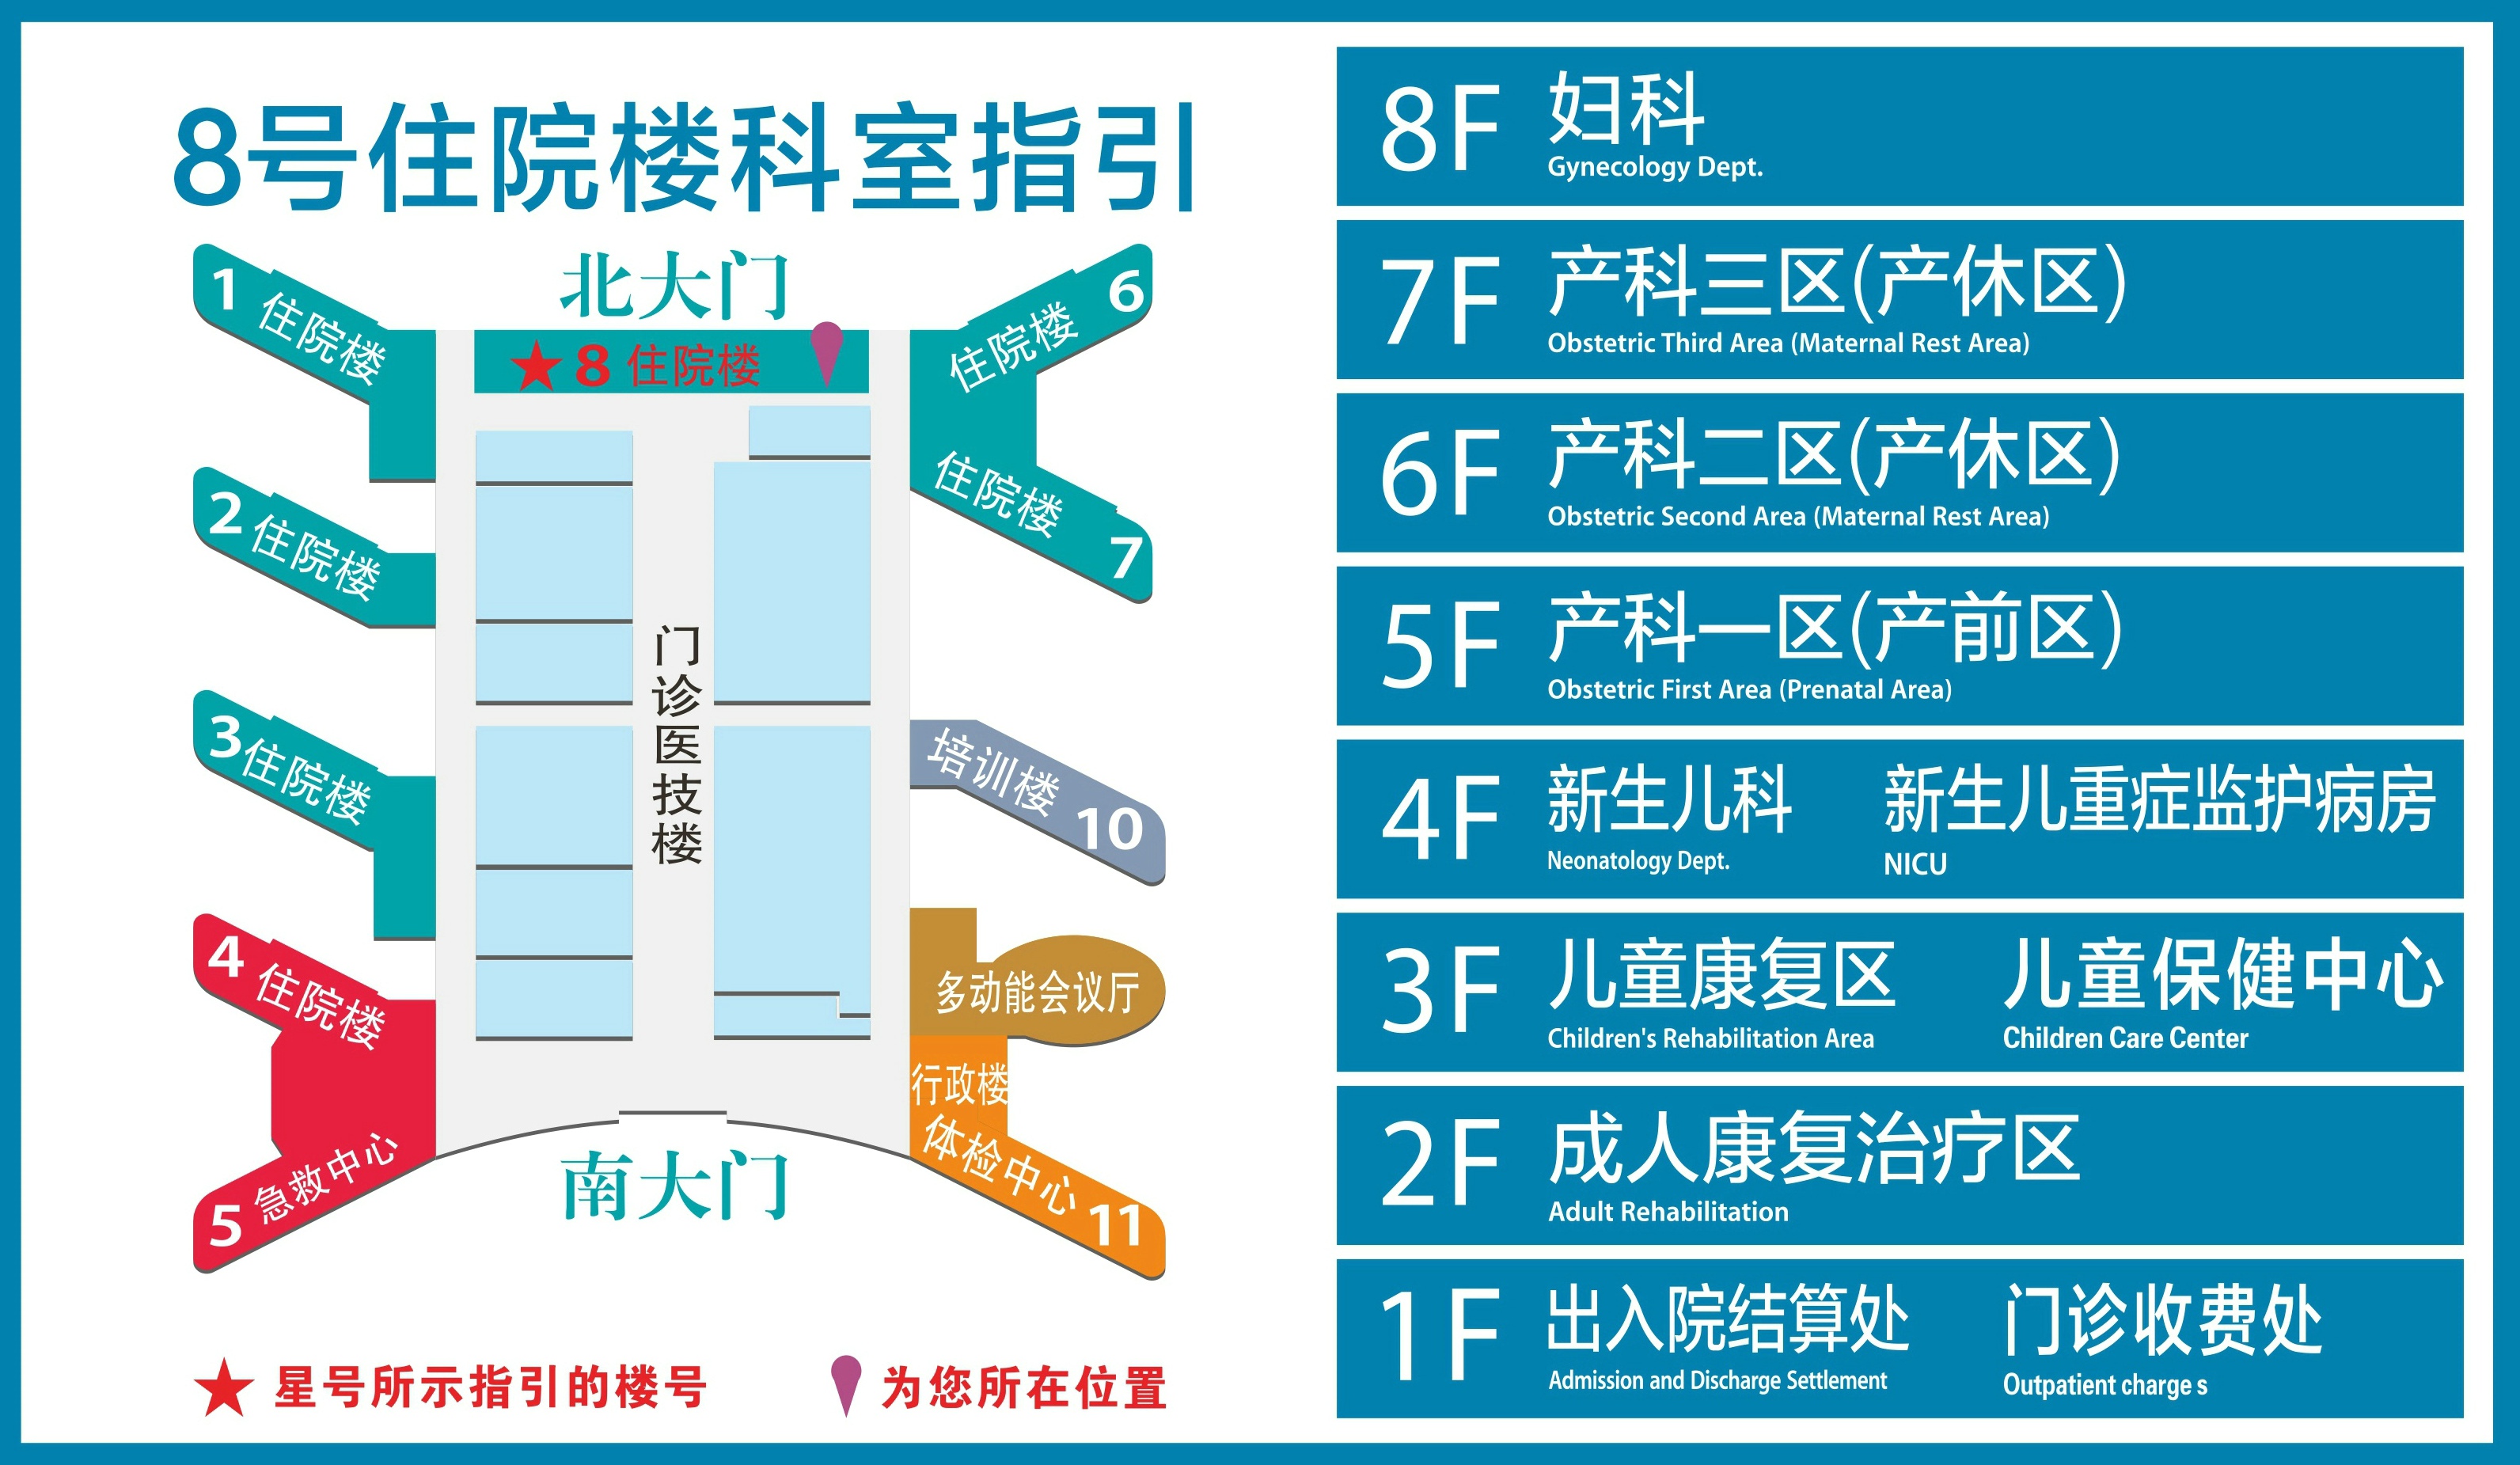 8号住院楼科室指引
北大门
1 住院楼
6 住院楼
★8 住院楼
2 住院楼
住院楼 7
3 住院楼
门诊医技楼
培训楼 10
4 住院楼
多动能会议厅
行政楼
5 急救中心
体检中心 11
南大门
★ 星号所示指引的楼号
为您所在位置
8F 妇科
Gynecology Dept.
7F 产科三区(产休区)
Obstetric Third Area (Maternal Rest Area)
6F 产科二区(产休区)
Obstetric Second Area (Maternal Rest Area)
5F 产科一区(产前区)
Obstetric First Area (Prenatal Area)
4F 新生儿科 新生儿重症监护病房
Neonatology Dept. NICU
3F 儿童康复区 儿童保健中心
Children's Rehabilitation Area Children Care Center
2F 成人康复治疗区
Adult Rehabilitation
1F 出入院结算处 门诊收费处
Admission and Discharge Settlement Outpatient charge s